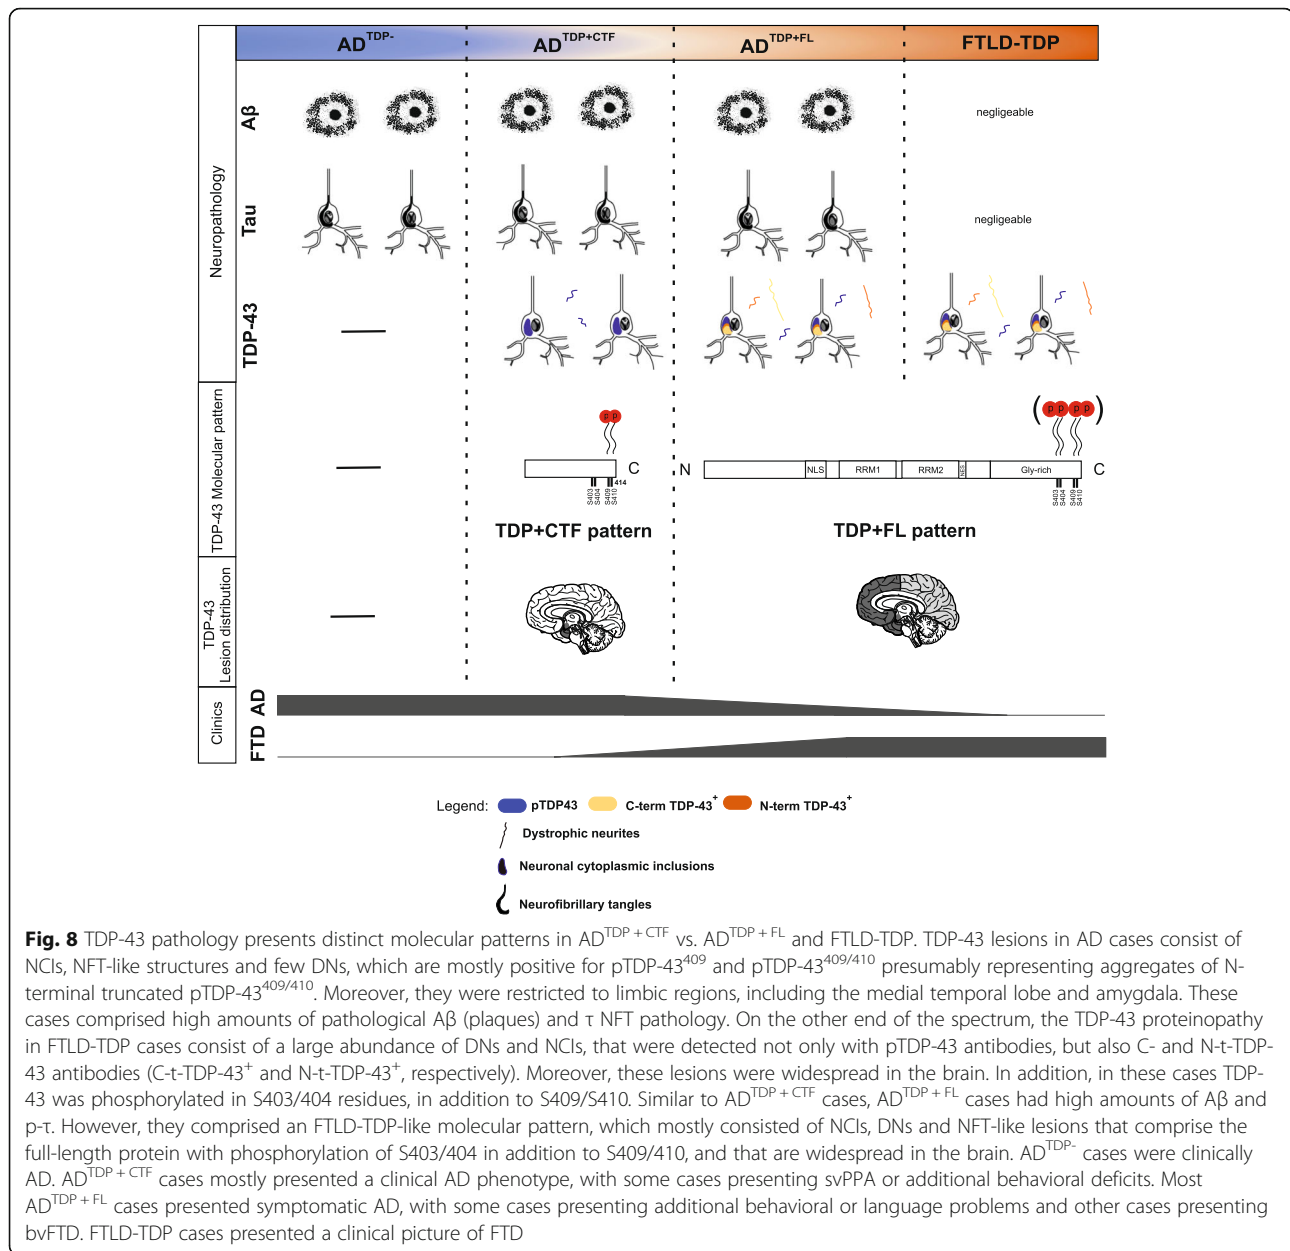 AD^TDP- AD^TDP+CTF AD^TDP+FL FTLD-TDP
Neuropathology
Aβ
negligeable
Tau
negligeable
TDP-43
TDP-43 Molecular pattern
P P
C
S403 S404 S409 S410 414
TDP+CTF pattern
( P P P P )
N NLS RRM1 RRM2 NES Gly-rich C
S403 S404 S409 S410
TDP+FL pattern
TDP-43
Lesion distribution
Clinics
AD
FTD
Legend: pTDP43 C-term TDP-43⁺ N-term TDP-43⁺
Dystrophic neurites
Neuronal cytoplasmic inclusions
Neurofibrillary tangles
Fig. 8 TDP-43 pathology presents distinct molecular patterns in AD^TDP + CTF vs. AD^TDP + FL and FTLD-TDP. TDP-43 lesions in AD cases consist of
NCIs, NFT-like structures and few DNs, which are mostly positive for pTDP-43^409 and pTDP-43^409/410 presumably representing aggregates of N-
terminal truncated pTDP-43^409/410. Moreover, they were restricted to limbic regions, including the medial temporal lobe and amygdala. These
cases comprised high amounts of pathological Aβ (plaques) and τ NFT pathology. On the other end of the spectrum, the TDP-43 proteinopathy
in FTLD-TDP cases consist of a large abundance of DNs and NCIs, that were detected not only with pTDP-43 antibodies, but also C- and N-t-TDP-
43 antibodies (C-t-TDP-43⁺ and N-t-TDP-43⁺, respectively). Moreover, these lesions were widespread in the brain. In addition, in these cases TDP-
43 was phosphorylated in S403/404 residues, in addition to S409/S410. Similar to AD^TDP + CTF cases, AD^TDP + FL cases had high amounts of Aβ and
p-τ. However, they comprised an FTLD-TDP-like molecular pattern, which mostly consisted of NCIs, DNs and NFT-like lesions that comprise the
full-length protein with phosphorylation of S403/404 in addition to S409/410, and that are widespread in the brain. AD^TDP- cases were clinically
AD. AD^TDP + CTF cases mostly presented a clinical AD phenotype, with some cases presenting svPPA or additional behavioral deficits. Most
AD^TDP + FL cases presented symptomatic AD, with some cases presenting additional behavioral or language problems and other cases presenting
bvFTD. FTLD-TDP cases presented a clinical picture of FTD